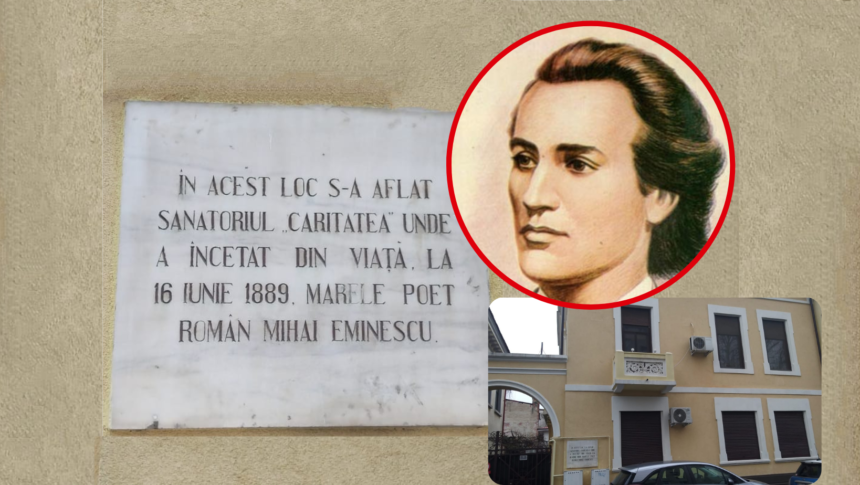 ÎN ACEST LOC S-A AFLAT
SANATORIUL „CARITATEA” UNDE
A ÎNCETAT DIN VIAȚĂ, LA
16 IUNIE 1889, MARELE POET
ROMÂN MIHAI EMINESCU.